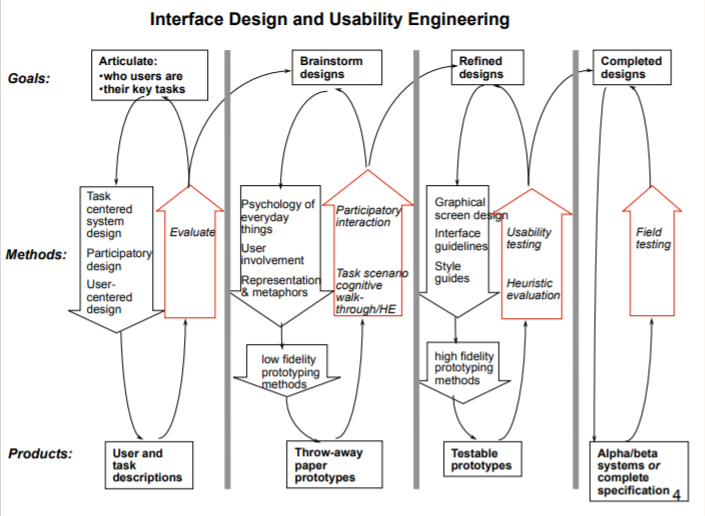 Interface Design and Usability Engineering
Goals:
Articulate:
•who users are
•their key tasks
Brainstorm
designs
Refined
designs
Completed
designs
Methods:
Task
centered
system
design
Participatory
design
User-
centered
design
Evaluate
Psychology of
everyday
things
User
involvement
Representation
& metaphors
low fidelity
prototyping
methods
Participatory
interaction
Task scenario
cognitive
walk-
through/HE
Graphical
screen design
Interface
guidelines
Style
guides
high fidelity
prototyping
methods
Usability
testing
Heuristic
evaluation
Field
testing
Products:
User and
task
descriptions
Throw-away
paper
prototypes
Testable
prototypes
Alpha/beta
systems or
complete
specification
4